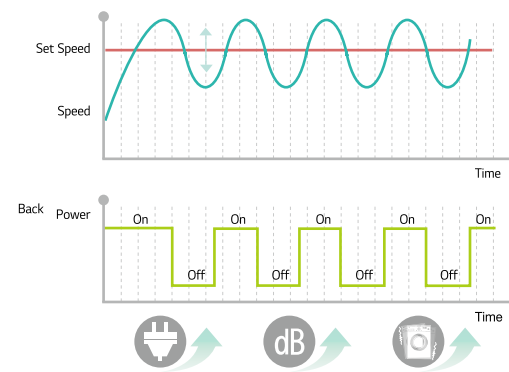 Set Speed
Speed
Time
Back
Power
On
On
On
On
On
Off
Off
Off
Off
Time
dB